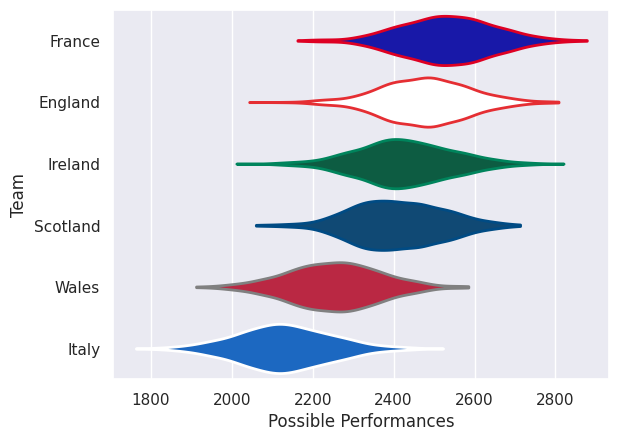 France
England
Ireland
Scotland
Wales
Italy
Team
1800 2000 2200 2400 2600 2800
Possible Performances